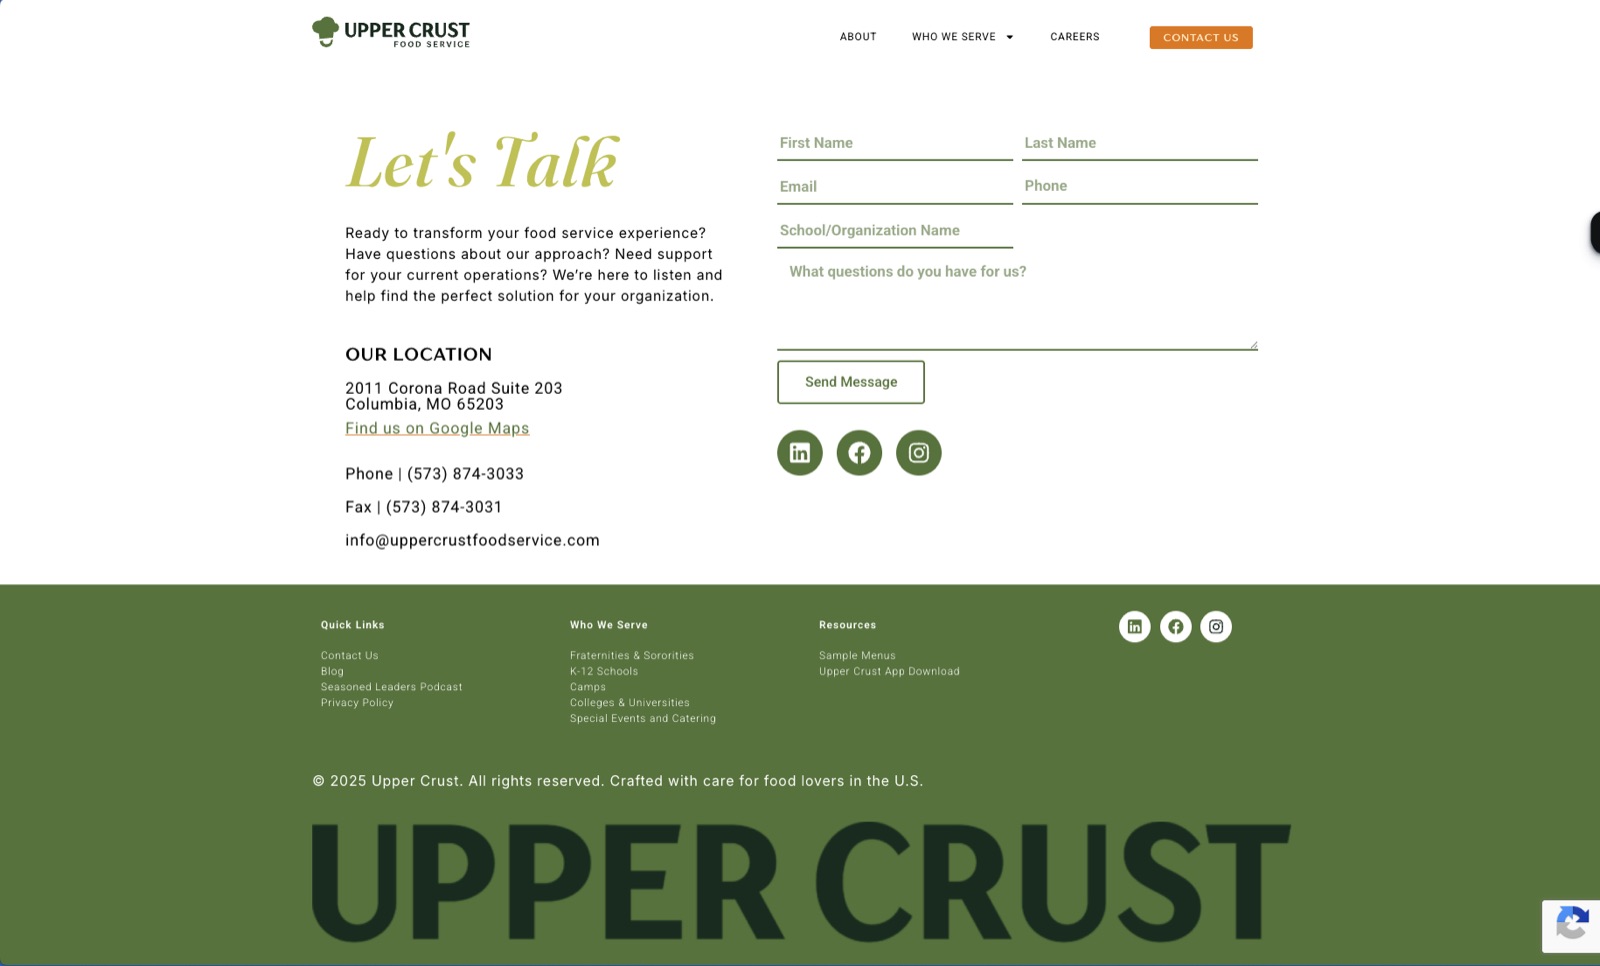 UPPER CRUST
FOOD SERVICE
ABOUT
WHO WE SERVE
CAREERS
CONTACT US
Let's Talk
Ready to transform your food service experience?
Have questions about our approach? Need support
for your current operations? We’re here to listen and
help find the perfect solution for your organization.
OUR LOCATION
2011 Corona Road Suite 203
Columbia, MO 65203
Find us on Google Maps
Phone | (573) 874-3033
Fax | (573) 874-3031
info@uppercrustfoodservice.com
First Name
Last Name
Email
Phone
School/Organization Name
What questions do you have for us?
Send Message
Quick Links
Contact Us
Blog
Seasoned Leaders Podcast
Privacy Policy
Who We Serve
Fraternities & Sororities
K-12 Schools
Camps
Colleges & Universities
Special Events and Catering
Resources
Sample Menus
Upper Crust App Download
© 2025 Upper Crust. All rights reserved. Crafted with care for food lovers in the U.S.
UPPER CRUST